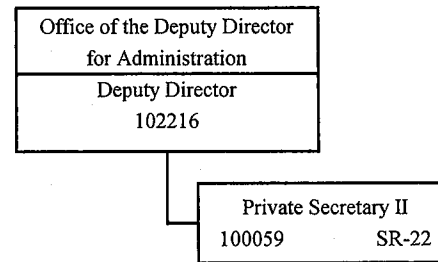 Office of the Deputy Director
for Administration
Deputy Director
102216
Private Secretary II
100059 SR-22